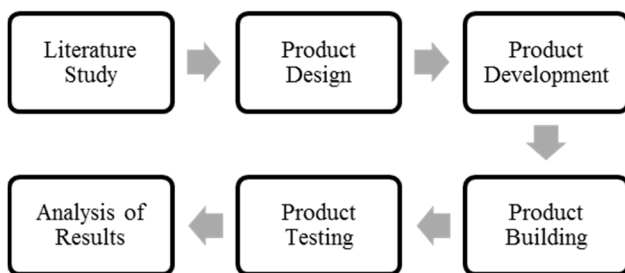 Literature
Study
Product
Design
Product
Development
Product
Building
Product
Testing
Analysis of
Results